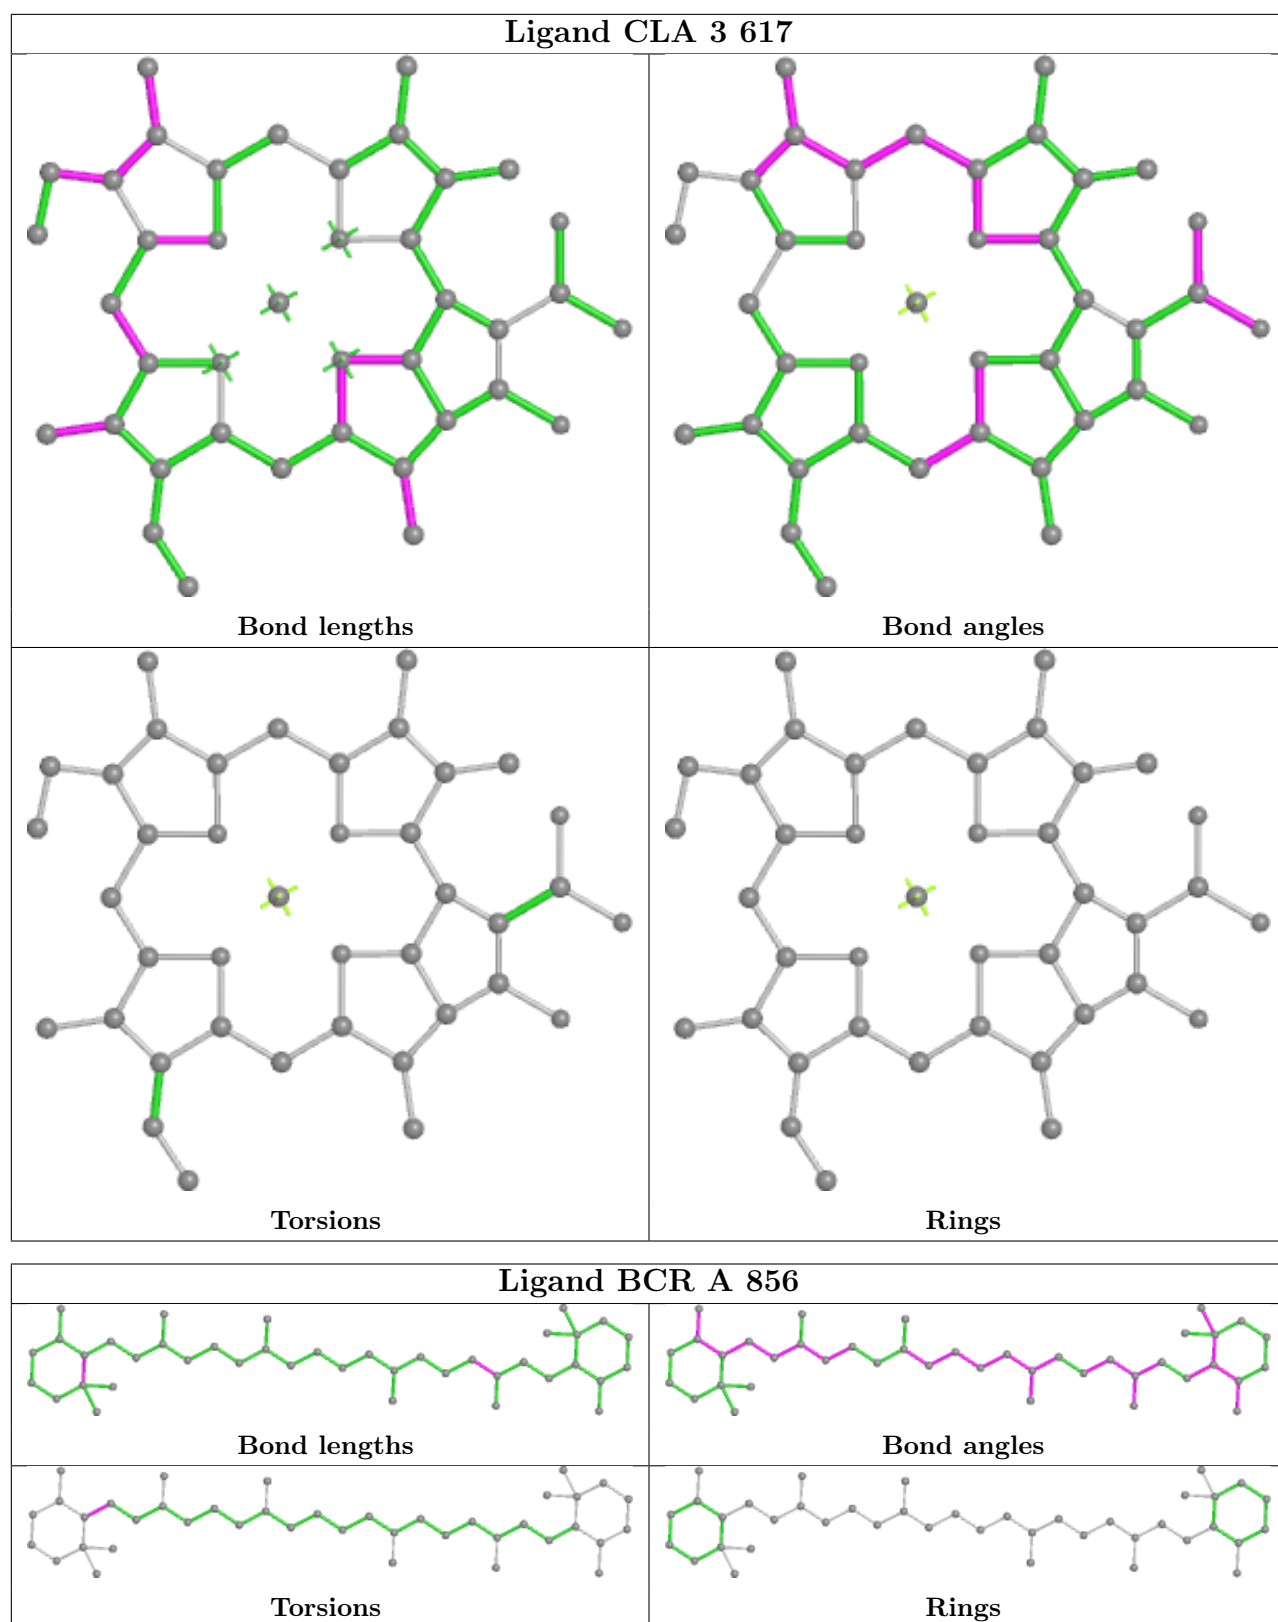 Ligand CLA 3 617
Bond lengths
Bond angles
Torsions
Rings
Ligand BCR A 856
Bond lengths
Bond angles
Torsions
Rings